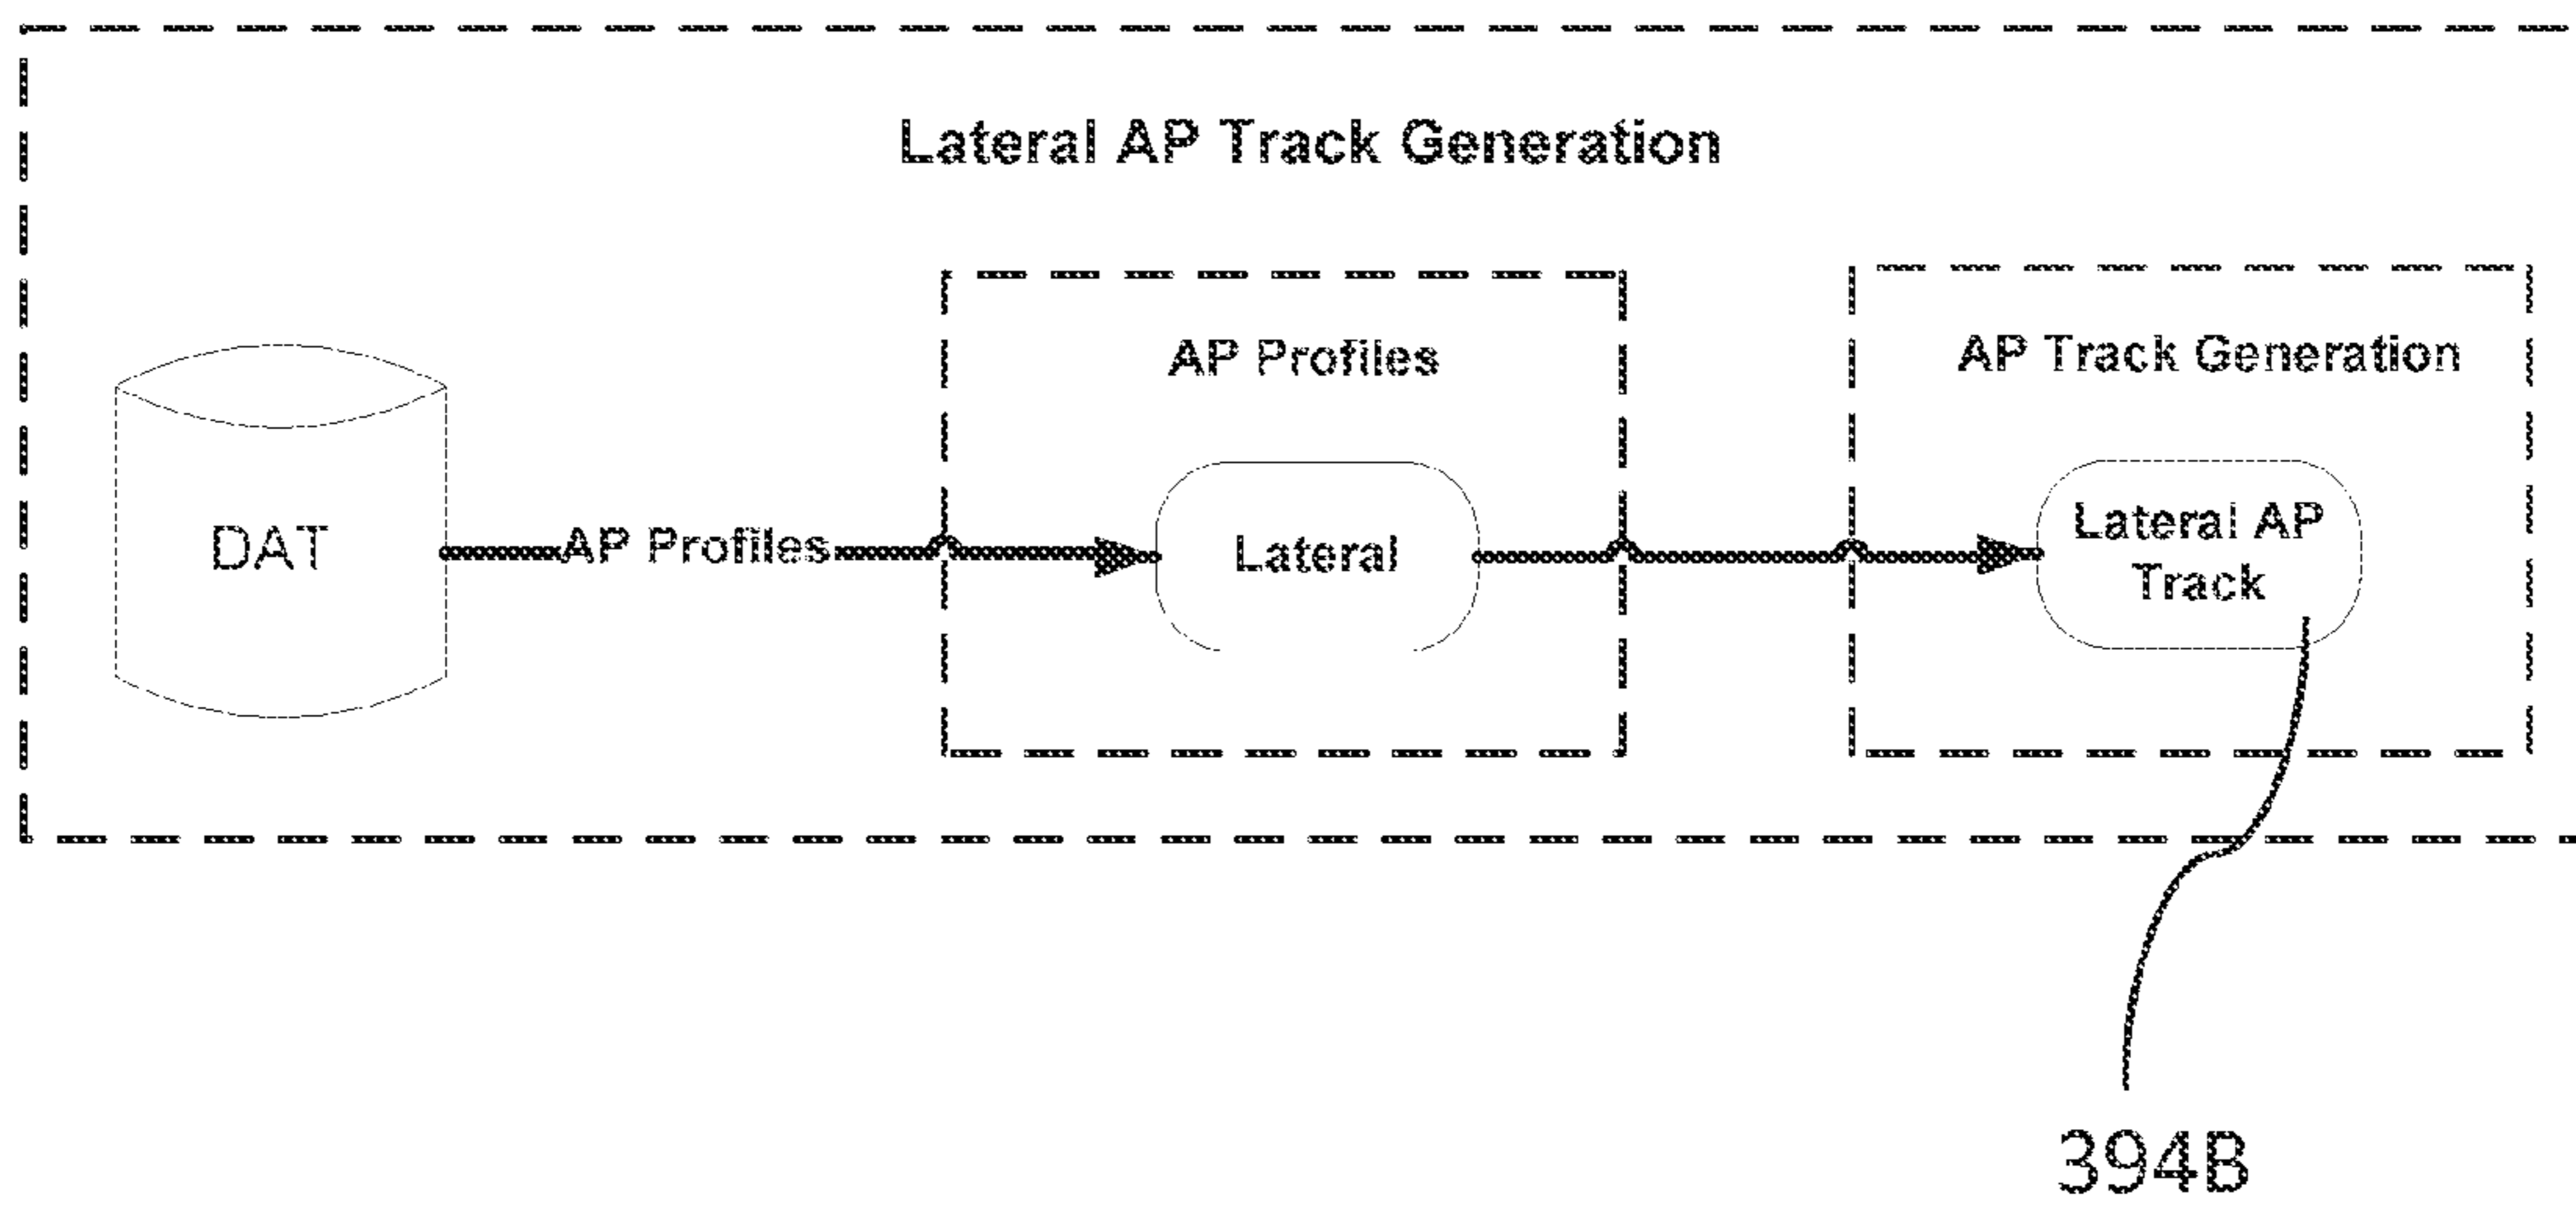 Lateral AP Track Generation
AP Profiles
AP Track Generation
DAT
AP Profiles
Lateral
Lateral AP
Track
394B